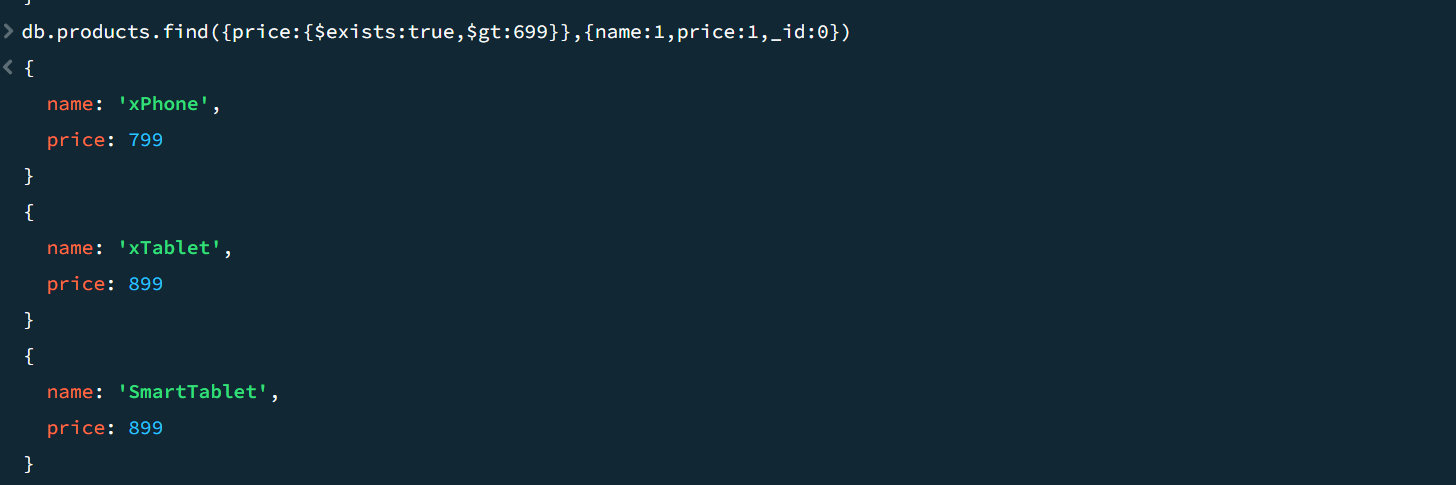 }
> db.products.find({price:{$exists:true,$gt:699}},{name:1,price:1,_id:0})
< {
name: 'xPhone',
price: 799
}
{
name: 'xTablet',
price: 899
}
{
name: 'SmartTablet',
price: 899
}